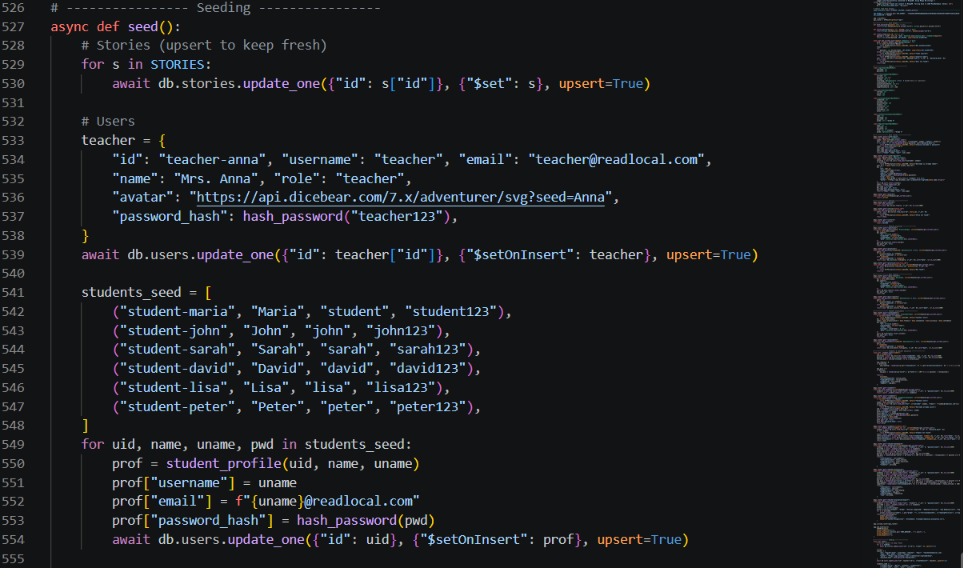 526 # ---------------- Seeding ----------------
527 async def seed():
528     # Stories (upsert to keep fresh)
529     for s in STORIES:
530         await db.stories.update_one({"id": s["id"]}, {"$set": s}, upsert=True)
531
532     # Users
533     teacher = {
534         "id": "teacher-anna", "username": "teacher", "email": "teacher@readlocal.com",
535         "name": "Mrs. Anna", "role": "teacher",
536         "avatar": "https://api.dicebear.com/7.x/adventurer/svg?seed=Anna",
537         "password_hash": hash_password("teacher123"),
538     }
539     await db.users.update_one({"id": teacher["id"]}, {"$setOnInsert": teacher}, upsert=True)
540
541     students_seed = [
542         ("student-maria", "Maria", "student", "student123"),
543         ("student-john", "John", "john", "john123"),
544         ("student-sarah", "Sarah", "sarah", "sarah123"),
545         ("student-david", "David", "david", "david123"),
546         ("student-lisa", "Lisa", "lisa", "lisa123"),
547         ("student-peter", "Peter", "peter", "peter123"),
548     ]
549     for uid, name, uname, pwd in students_seed:
550         prof = student_profile(uid, name, uname)
551         prof["username"] = uname
552         prof["email"] = f"{uname}@readlocal.com"
553         prof["password_hash"] = hash_password(pwd)
554         await db.users.update_one({"id": uid}, {"$setOnInsert": prof}, upsert=True)
555